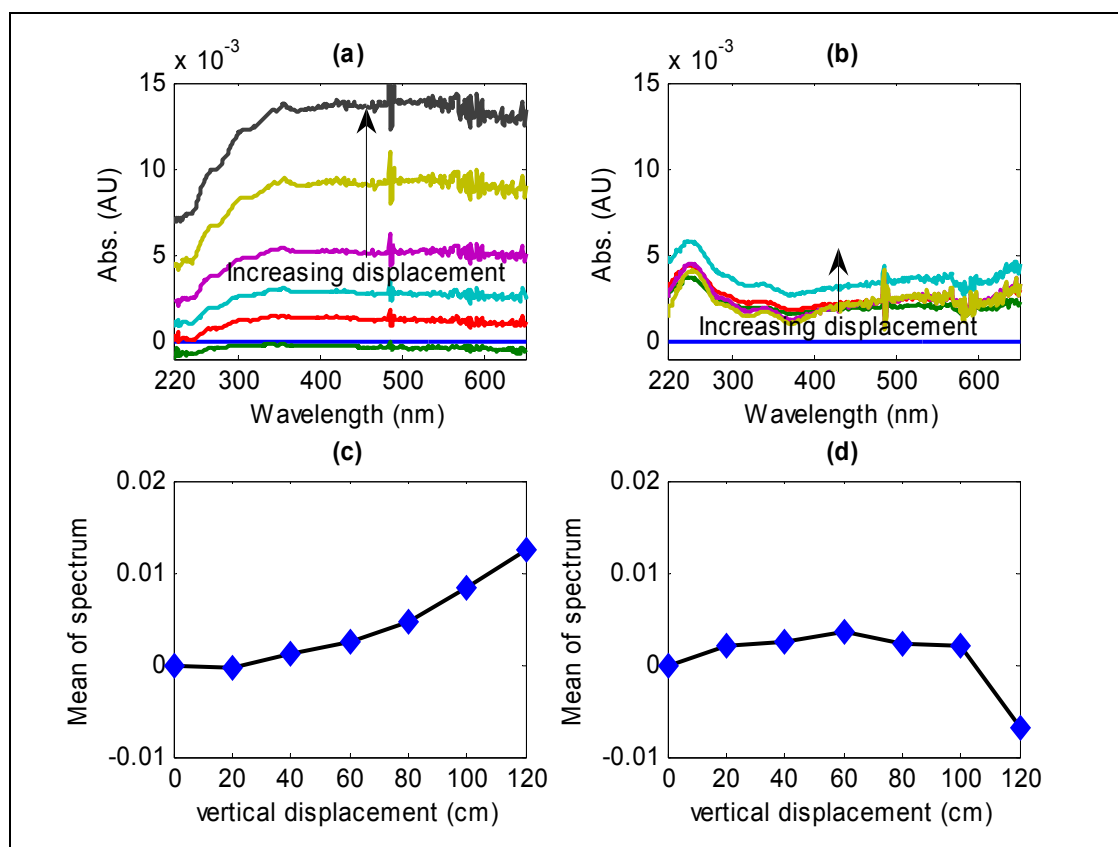 (a)
x 10-3
15
10
5
0
Abs. (AU)
Increasing displacement
220 300 400 500 600
Wavelength (nm)
(b)
x 10-3
15
10
5
0
Abs. (AU)
Increasing displacement
220 300 400 500 600
Wavelength (nm)
(c)
0.02
0.01
0
-0.01
Mean of spectrum
0 20 40 60 80 100 120
vertical displacement (cm)
(d)
0.02
0.01
0
-0.01
Mean of spectrum
0 20 40 60 80 100 120
vertical displacement (cm)